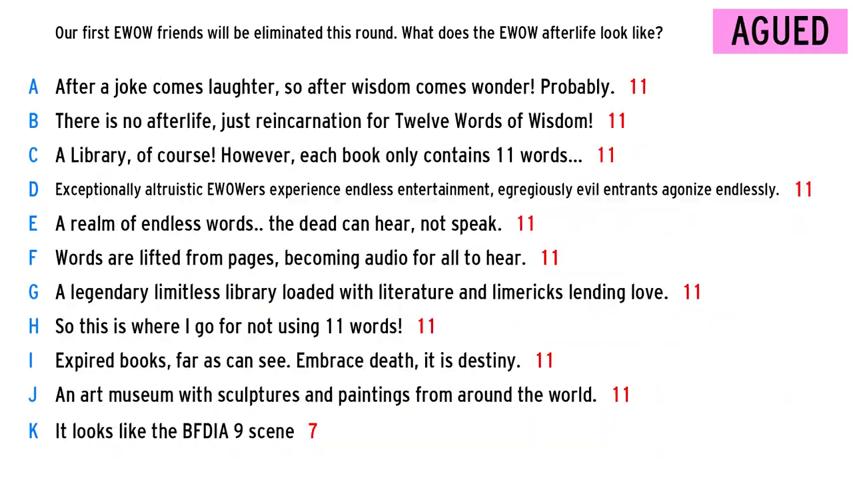 Our first EWOW friends will be eliminated this round. What does the EWOW afterlife look like?
AGUED
A After a joke comes laughter, so after wisdom comes wonder! Probably. 11
B There is no afterlife, just reincarnation for Twelve Words of Wisdom! 11
C A Library, of course! However, each book only contains 11 words... 11
D Exceptionally altruistic EWOWers experience endless entertainment, egregiously evil entrants agonize endlessly. 11
E A realm of endless words.. the dead can hear, not speak. 11
F Words are lifted from pages, becoming audio for all to hear. 11
G A legendary limitless library loaded with literature and limericks lending love. 11
H So this is where I go for not using 11 words! 11
I Expired books, far as can see. Embrace death, it is destiny. 11
J An art museum with sculptures and paintings from around the world. 11
K It looks like the BFDIA 9 scene 7